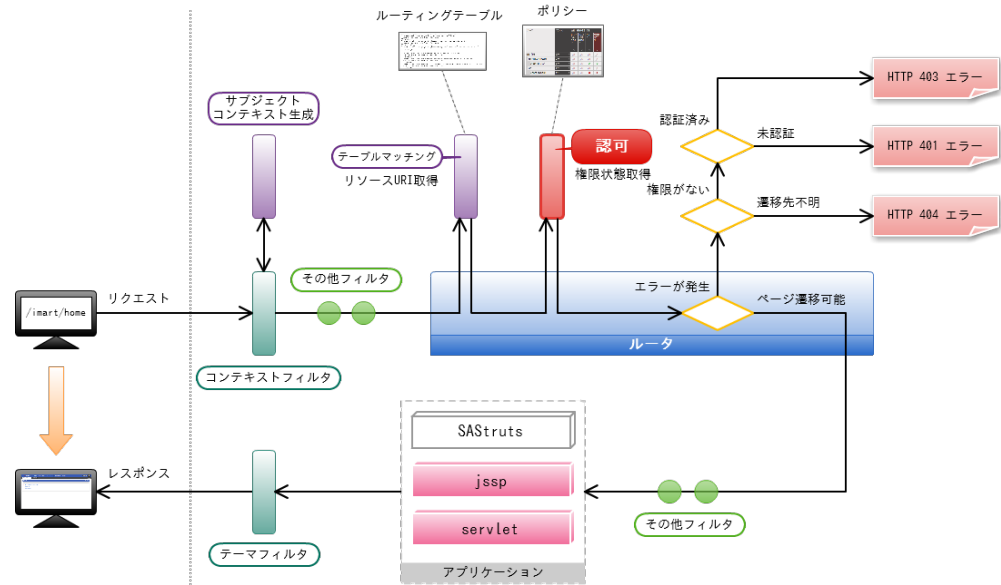 ルーティングテーブル
ポリシー
サブジェクト
コンテキスト生成
テーブルマッチング
リソースURI取得
認可
権限状態取得
認証済み
HTTP 403 エラー
未認証
HTTP 401 エラー
権限がない
遷移先不明
HTTP 404 エラー
その他フィルタ
エラーが発生
ページ遷移可能
/imart/home
リクエスト
ルータ
コンテキストフィルタ
SAStruts
jssp
servlet
アプリケーション
レスポンス
その他フィルタ
テーマフィルタ